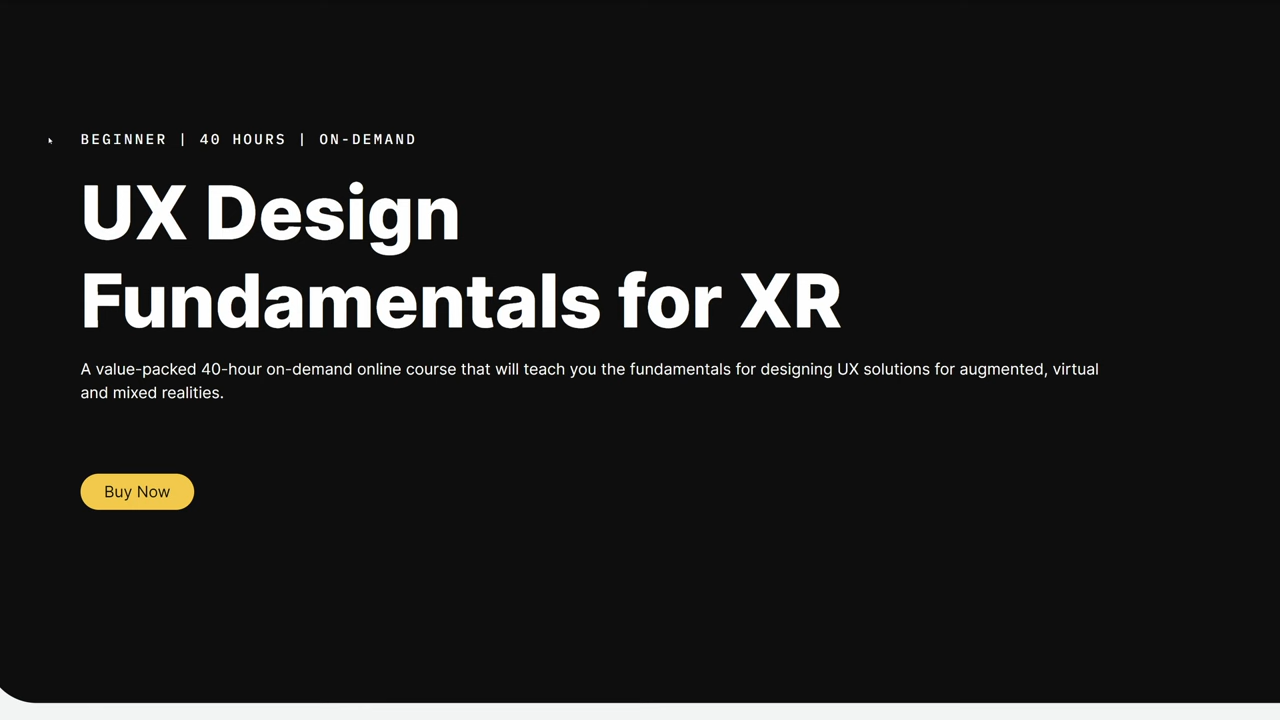 BEGINNER | 40 HOURS | ON-DEMAND
UX Design
Fundamentals for XR
A value-packed 40-hour on-demand online course that will teach you the fundamentals for designing UX solutions for augmented, virtual
and mixed realities.
Buy Now